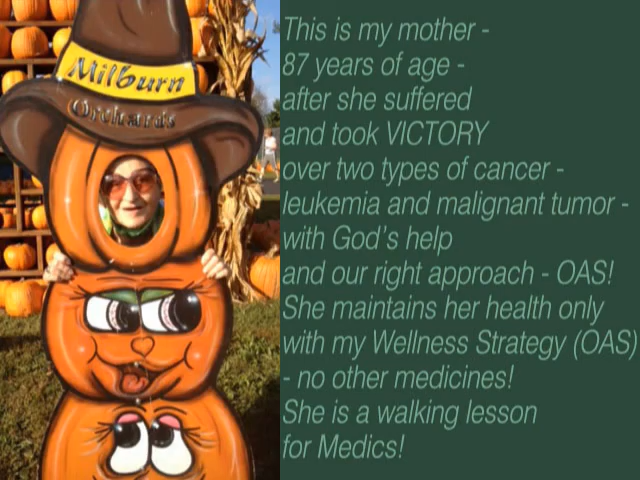 Milburn
Orchards
This is my mother -
87 years of age -
after she suffered
and took VICTORY
over two types of cancer -
leukemia and malignant tumor -
with God's help
and our right approach - OAS!
She maintains her health only
with my Wellness Strategy (OAS)
- no other medicines!
She is a walking lesson
for Medics!